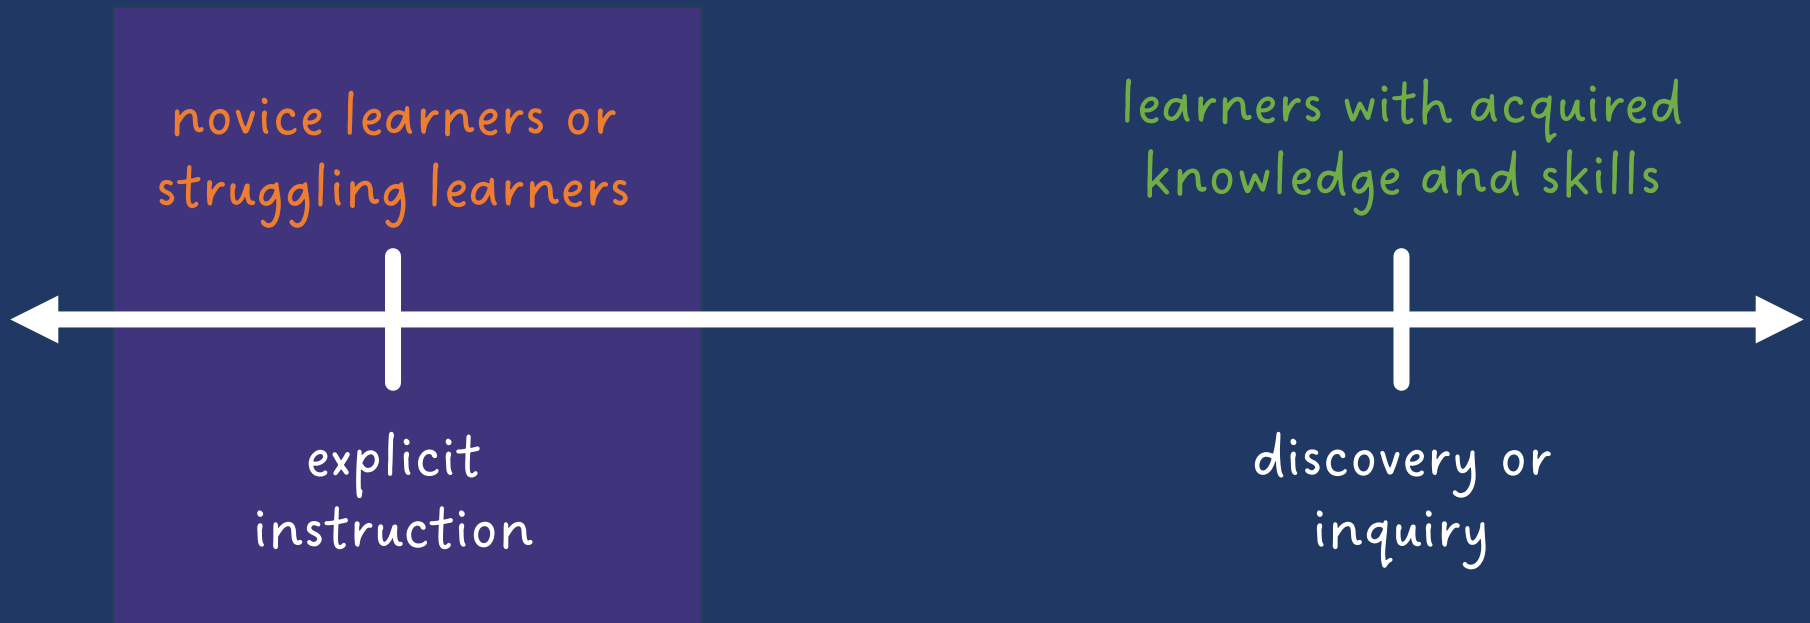 novice learners or
struggling learners
explicit
instruction
learners with acquired
knowledge and skills
discovery or
inquiry